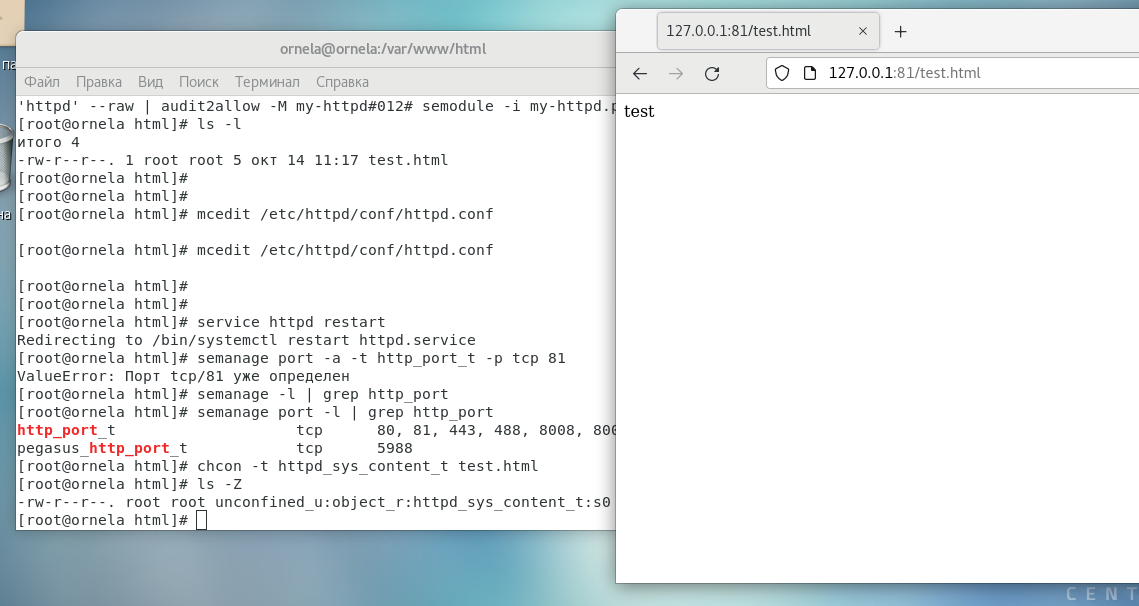 ornela@ornela:/var/www/html
Файл Правка Вид Поиск Терминал Справка
'httpd' --raw | audit2allow -M my-httpd#012# semodule -i my-httpd.p
[root@ornela html]# ls -l
итого 4
-rw-r--r--. 1 root root 5 окт 14 11:17 test.html
[root@ornela html]#
[root@ornela html]#
[root@ornela html]# mcedit /etc/httpd/conf/httpd.conf
[root@ornela html]# mcedit /etc/httpd/conf/httpd.conf
[root@ornela html]#
[root@ornela html]#
[root@ornela html]# service httpd restart
Redirecting to /bin/systemctl restart httpd.service
[root@ornela html]# semanage port -a -t http_port_t -p tcp 81
ValueError: Порт tcp/81 уже определен
[root@ornela html]# semanage -l | grep http_port
[root@ornela html]# semanage port -l | grep http_port
http_port_t tcp 80, 81, 443, 488, 8008, 800
pegasus_http_port_t tcp 5988
[root@ornela html]# chcon -t httpd_sys_content_t test.html
[root@ornela html]# ls -Z
-rw-r--r--. root root unconfined_u:object_r:httpd_sys_content_t:s0
[root@ornela html]#
127.0.0.1:81/test.html
127.0.0.1:81/test.html
test
па
на
CENT